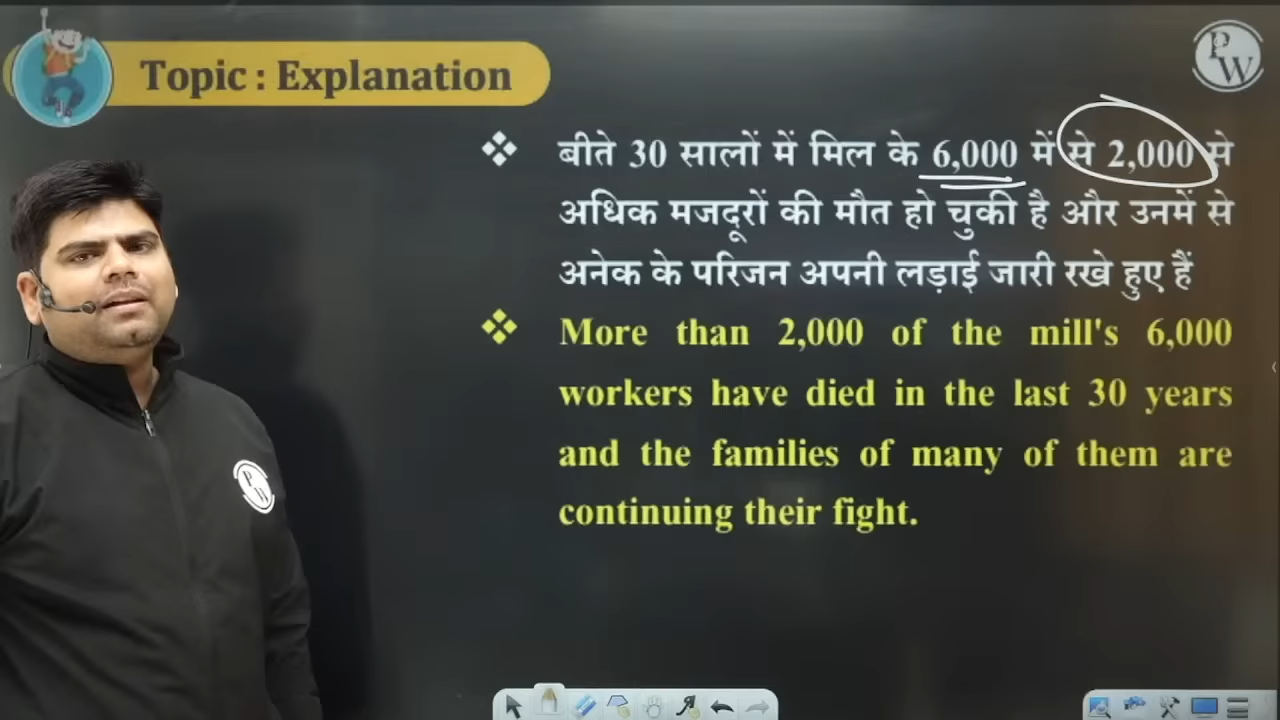 Topic : Explanation
PW
बीते 30 सालों में मिल के 6,000 में से 2,000 से
अधिक मजदूरों की मौत हो चुकी है और उनमें से
अनेक के परिजन अपनी लड़ाई जारी रखे हुए हैं
More than 2,000 of the mill's 6,000
workers have died in the last 30 years
and the families of many of them are
continuing their fight.
PW